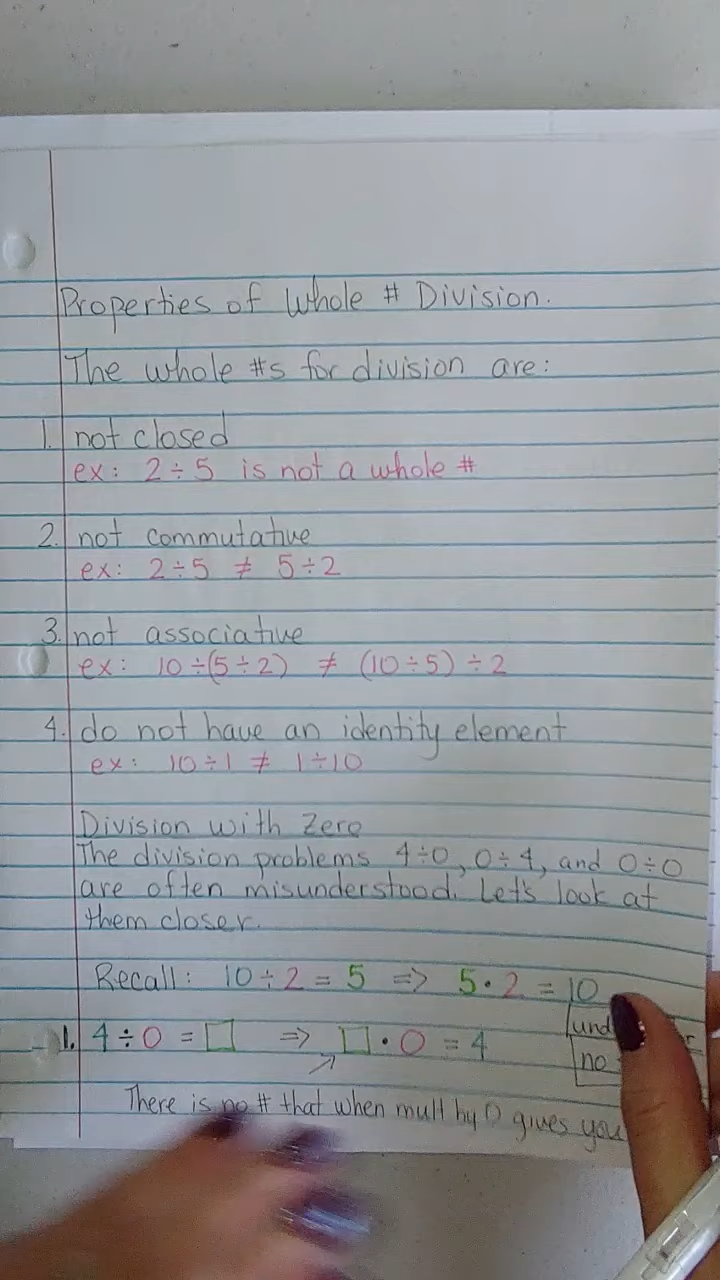 Properties of Whole # Division.
The whole #s for division are:
1. not closed
ex: 2 ÷ 5 is not a whole #
2. not commutative
ex: 2 ÷ 5 ≠ 5 ÷ 2
3. not associative
ex: 10 ÷ (5 ÷ 2) ≠ (10 ÷ 5) ÷ 2
4. do not have an identity element
ex: 10 ÷ 1 ≠ 1 ÷ 10
Division with Zero
The division problems 4 ÷ 0, 0 ÷ 4, and 0 ÷ 0
are often misunderstood. Let's look at
them closer.
Recall: 10 ÷ 2 = 5 ⇒ 5 · 2 = 10
1. 4 ÷ 0 = □ ⇒ □ · 0 = 4
no
There is no # that when mult by 0 gives you